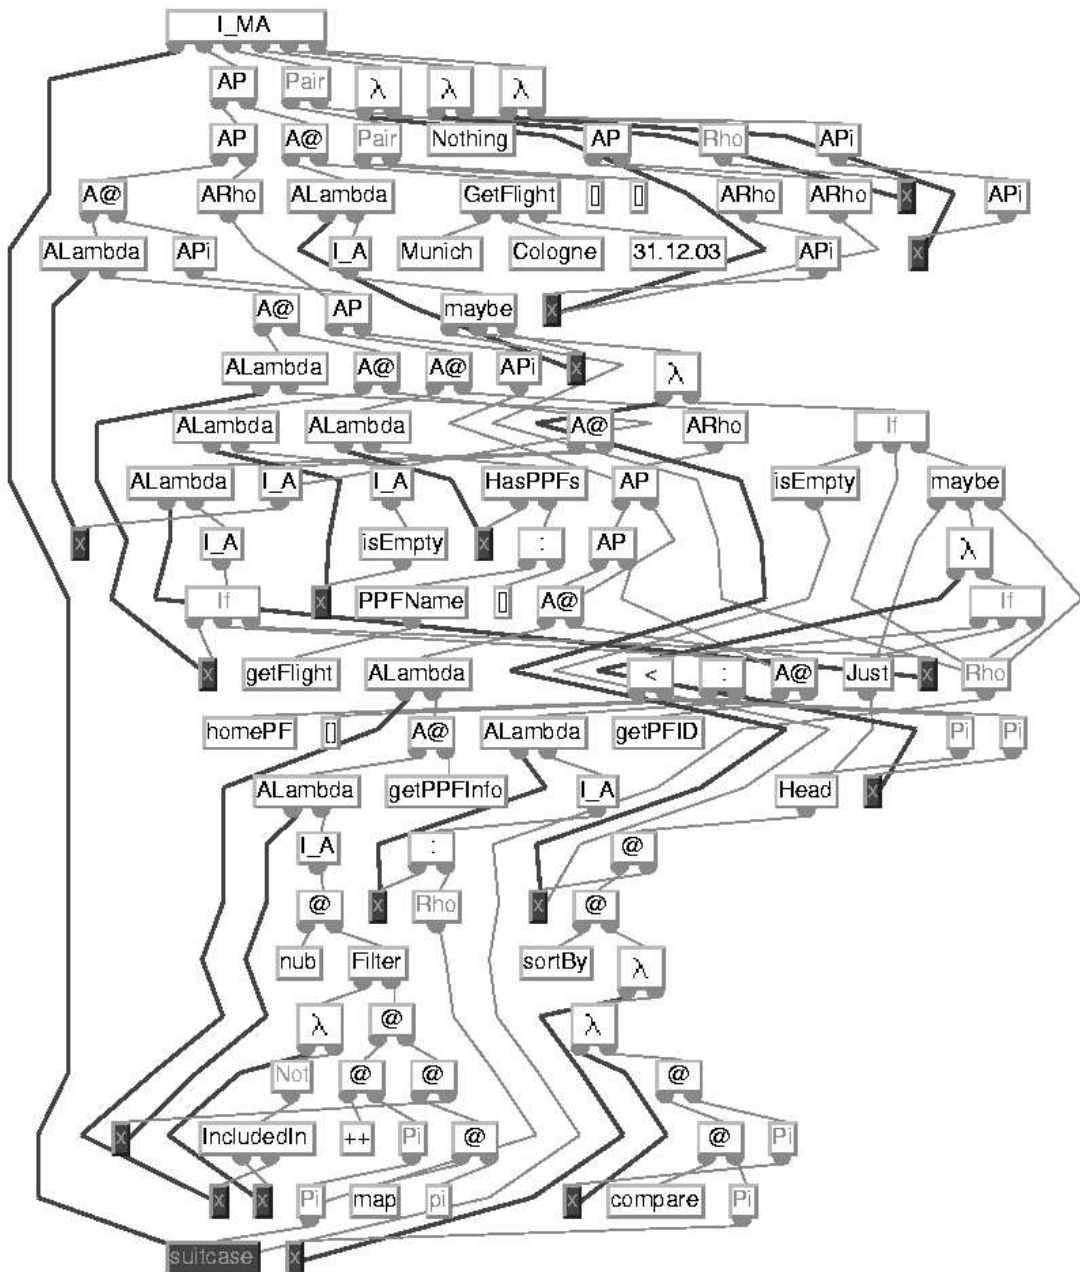 I_MA
AP Pair λ λ λ
AP A@ Pair Nothing AP Rho APi
A@ ARho ALambda GetFlight [] [] ARho ARho x APi
ALambda APi I_A Munich Cologne 31.12.03 APi x
A@ AP maybe x
ALambda A@ A@ APi x λ
ALambda ALambda A@ ARho If
ALambda I_A I_A HasPPFs AP isEmpty maybe
x I_A isEmpty x : AP λ
If x PPFName [] A@ If
x getFlight ALambda < : A@ Just x Rho
homePF [] A@ ALambda getPFID Pi Pi
ALambda getPPFInfo I_A Head x
I_A : @
@ x Rho x @
nub Filter sortBy λ
λ @ λ
Not @ @ @
x IncludedIn ++ Pi @ @ Pi
x x Pi map pi x compare Pi
suitcase x